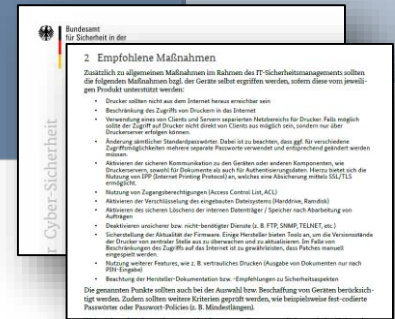 Bundesamt
für Sicherheit in der
r Cyber-Sicherheit
2 Empfohlene Maßnahmen
Zusätzlich zu allgemeinen Maßnahmen im Rahmen des IT-Sicherheitsmanagements sollten
die folgenden Maßnahmen bzgl. der Geräte selbst ergriffen werden, sofern diese vom jeweili-
gen Produkt unterstützt werden:
• Drucker sollten nicht aus dem Internet heraus erreichbar sein
• Beschränkung des Zugriffs von Druckern in das Internet
• Verwendung eines von Clients und Servern separierten Netzbereichs für Drucker. Falls möglich
sollte der Zugriff auf Drucker nicht direkt von Clients aus möglich sein, sondern nur über
Druckerserver erfolgen können.
• Änderung sämtlicher Standardpasswörter. Dabei ist zu beachten, dass ggf. für verschiedene
Zugriffsmöglichkeiten mehrere separate Passworte verwendet und entsprechend geändert werden
müssen.
• Aktivieren der sicheren Kommunikation zu den Geräten oder anderen Komponenten, wie
Druckerservern, sowohl für Dokumente als auch für Authentisierungsdaten. Hierzu bietet sich die
Nutzung von IPP (Internet Printing Protocol) an, welches eine Absicherung mittels SSL/TLS
ermöglicht.
• Nutzung von Zugangsberechtigungen (Access Control List, ACL)
• Aktivieren der Verschlüsselung des eingebauten Dateisystems (Harddrive, Ramdisk)
• Aktivieren des sicheren Löschens der internen Datenträger / Speicher nach Abarbeitung von
Aufträgen
• Deaktivieren unsicherer bzw. nicht-benötigter Dienste (z. B. FTP, SNMP, TELNET, etc.)
• Sicherstellung der Aktualität der Firmware. Einige Hersteller bieten Tools an, um die Versionsstände
der Drucker von zentraler Stelle aus zu überwachen und zu aktualisieren. Im Falle von
Beschränkungen des Zugriffs auf das Internet ist zu gewährleisten, dass Patches manuell
eingespielt werden.
• Nutzung weiterer Features, wie z. B. vertrauliches Drucken (Ausgabe von Dokumenten nur nach
PIN-Eingabe)
• Beachtung der Hersteller-Dokumentation bzw. -Empfehlungen zu Sicherheitsaspekten
Die genannten Punkte sollten auch bei der Auswahl bzw. Beschaffung von Geräten berücksich-
tigt werden. Zudem sollten weitere Kriterien geprüft werden, wie beispielsweise fest-codierte
Passwörter oder Passwort-Policies (z. B. Mindestlängen).